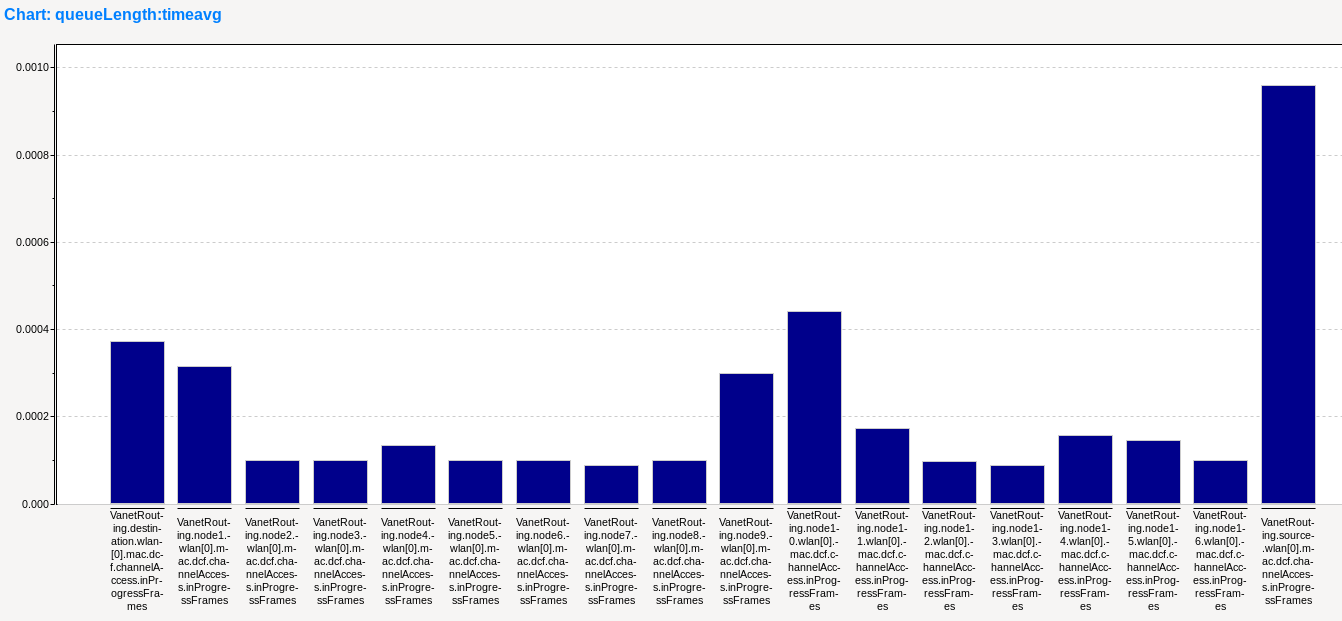 Chart: queueLength:timeavg
0.0010
0.0008
0.0006
0.0004
0.0002
0.000
VanetRout-
ing.destin-
ation.wlan-
[0].mac.dc-
f.channelA-
ccess.inPr-
ogressFra-
mes
VanetRout-
ing.node1.-
wlan[0].m-
ac.dcf.cha-
nnelAcces-
s.inProgre-
ssFrames
VanetRout-
ing.node2.-
wlan[0].m-
ac.dcf.cha-
nnelAcces-
s.inProgre-
ssFrames
VanetRout-
ing.node3.-
wlan[0].m-
ac.dcf.cha-
nnelAcces-
s.inProgre-
ssFrames
VanetRout-
ing.node4.-
wlan[0].m-
ac.dcf.cha-
nnelAcces-
s.inProgre-
ssFrames
VanetRout-
ing.node5.-
wlan[0].m-
ac.dcf.cha-
nnelAcces-
s.inProgre-
ssFrames
VanetRout-
ing.node6.-
wlan[0].m-
ac.dcf.cha-
nnelAcces-
s.inProgre-
ssFrames
VanetRout-
ing.node7.-
wlan[0].m-
ac.dcf.cha-
nnelAcces-
s.inProgre-
ssFrames
VanetRout-
ing.node8.-
wlan[0].m-
ac.dcf.cha-
nnelAcces-
s.inProgre-
ssFrames
VanetRout-
ing.node9.-
wlan[0].m-
ac.dcf.cha-
nnelAcces-
s.inProgre-
ssFrames
VanetRout-
ing.node1-
0.wlan[0].-
mac.dcf.c-
hannelAcc-
ess.inProg-
ressFram-
es
VanetRout-
ing.node1-
1.wlan[0].-
mac.dcf.c-
hannelAcc-
ess.inProg-
ressFram-
es
VanetRout-
ing.node1-
2.wlan[0].-
mac.dcf.c-
hannelAcc-
ess.inProg-
ressFram-
es
VanetRout-
ing.node1-
3.wlan[0].-
mac.dcf.c-
hannelAcc-
ess.inProg-
ressFram-
es
VanetRout-
ing.node1-
4.wlan[0].-
mac.dcf.c-
hannelAcc-
ess.inProg-
ressFram-
es
VanetRout-
ing.node1-
5.wlan[0].-
mac.dcf.c-
hannelAcc-
ess.inProg-
ressFram-
es
VanetRout-
ing.node1-
6.wlan[0].-
mac.dcf.c-
hannelAcc-
ess.inProg-
ressFram-
es
VanetRout-
ing.source-
.wlan[0].m-
ac.dcf.cha-
nnelAcces-
s.inProgre-
ssFrames